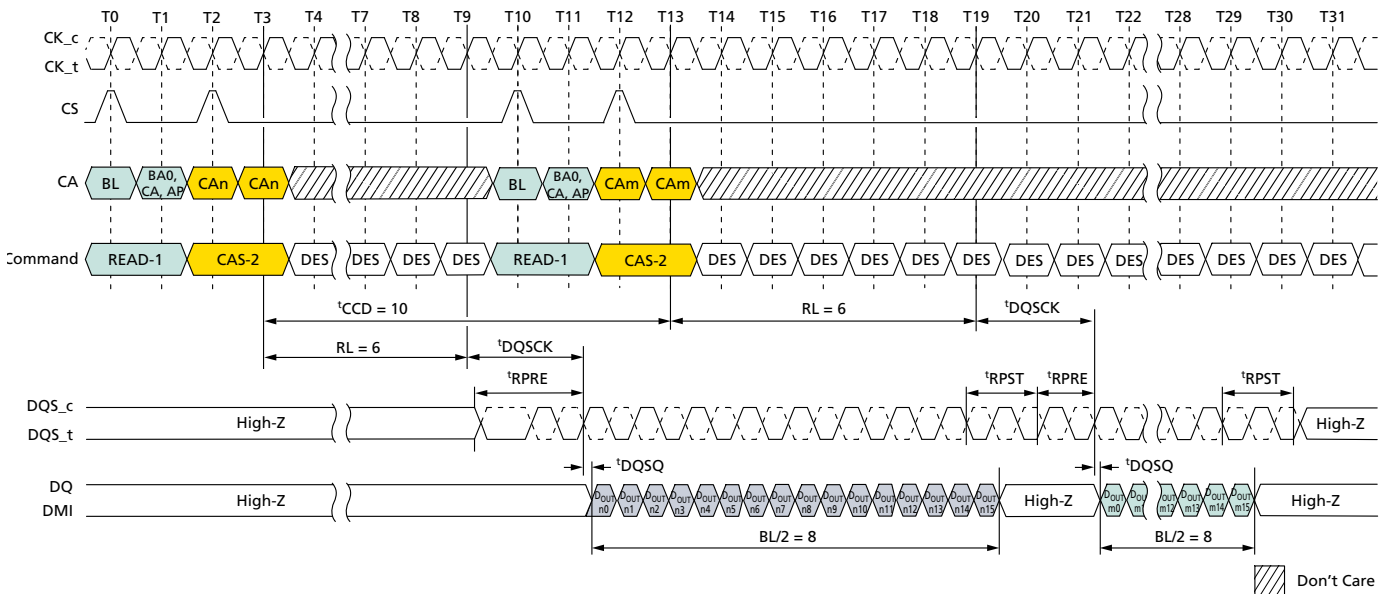 T0 T1 T2 T3 T4 T7 T8 T9 T10 T11 T12 T13 T14 T15 T16 T17 T18 T19 T20 T21 T22 T28 T29 T30 T31
CK_c
CK_t
CS
CA BL BA0, CA, AP CAn CAn BL BA0, CA, AP CAm CAm
Command READ-1 CAS-2 DES DES DES DES READ-1 CAS-2 DES DES DES DES DES DES DES DES DES DES DES DES DES
tCCD = 10 RL = 6 tDQSCK
RL = 6 tDQSCK
tRPRE tRPST tRPRE tRPST
DQS_c
DQS_t
High-Z High-Z
tDQSQ tDQSQ
DQ
DMI
High-Z DOUT n0 DOUT n1 DOUT n2 DOUT n3 DOUT n4 DOUT n5 DOUT n6 DOUT n7 DOUT n8 DOUT n9 DOUT n10 DOUT n11 DOUT n12 DOUT n13 DOUT n14 DOUT n15 High-Z DOUT m0 DOUT m1 DOUT m12 DOUT m13 DOUT m14 DOUT m15 High-Z
BL/2 = 8 BL/2 = 8
Don't Care